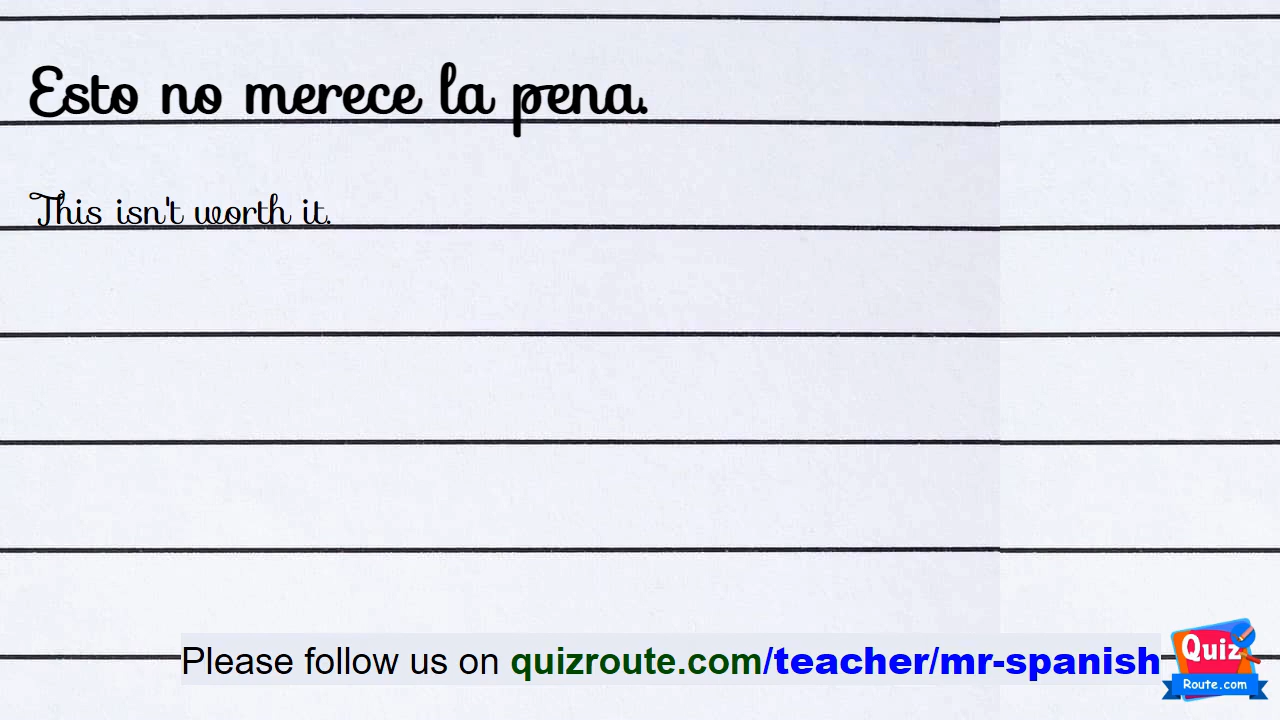 Esto no merece la pena.
This isn't worth it.
Please follow us on quizroute.com/teacher/mr-spanish
Quiz
Route.com